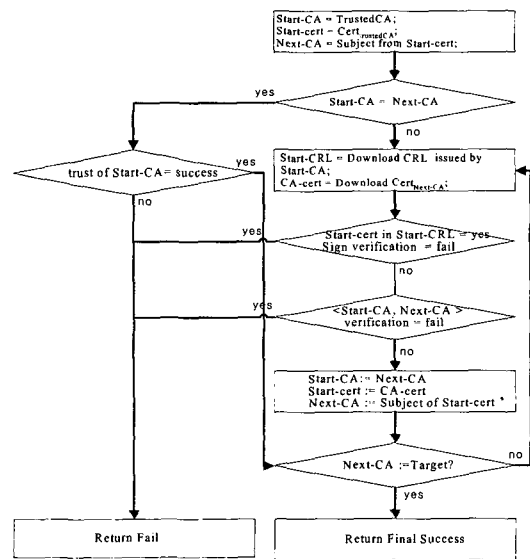 Start-CA = TrustedCA;
Start-cert = Cert TrustedCA;
Next-CA = Subject from Start-cert;
yes
Start-CA = Next-CA
no
trust of Start-CA= success
yes
no
Start-CRL = Download CRL issued by
Start-CA;
CA-cert = Download Cert Next-CA;
yes
Start-cert in Start-CRL = yes
Sign verification = fail
no
yes
<Start-CA, Next-CA >
verification = fail
no
Start-CA := Next-CA
Start-cert := CA-cert
Next-CA := Subject of Start-cert
Next-CA :=Target?
no
yes
Return Fail
Return Final Success